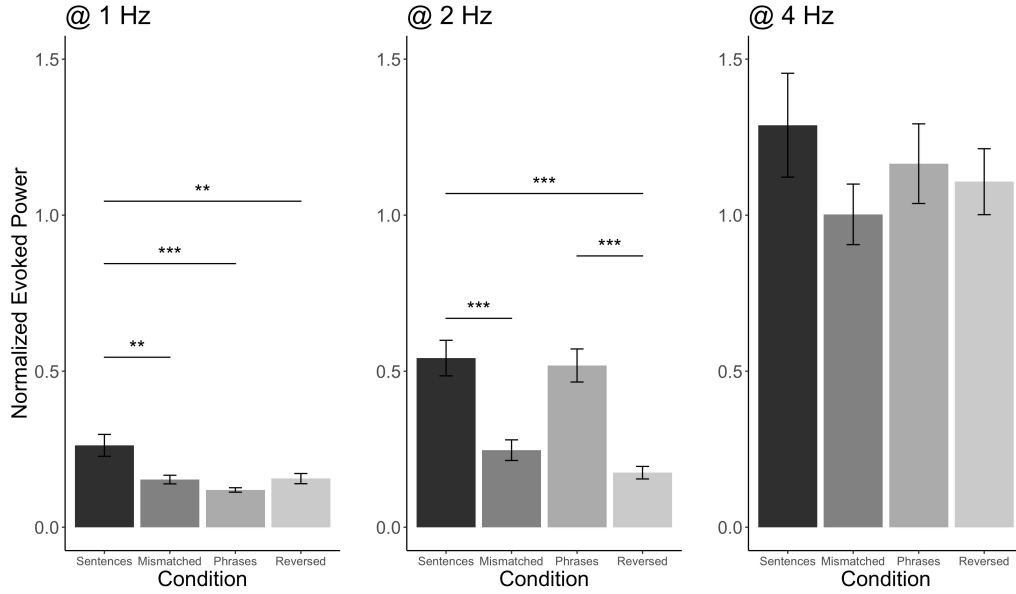 @ 1 Hz
@ 2 Hz
@ 4 Hz
Normalized Evoked Power
1.5
1.0
0.5
0.0
**
***
**
Sentences Mismatched Phrases Reversed
Condition
1.5
1.0
0.5
0.0
***
***
***
Sentences Mismatched Phrases Reversed
Condition
1.5
1.0
0.5
0.0
Sentences Mismatched Phrases Reversed
Condition